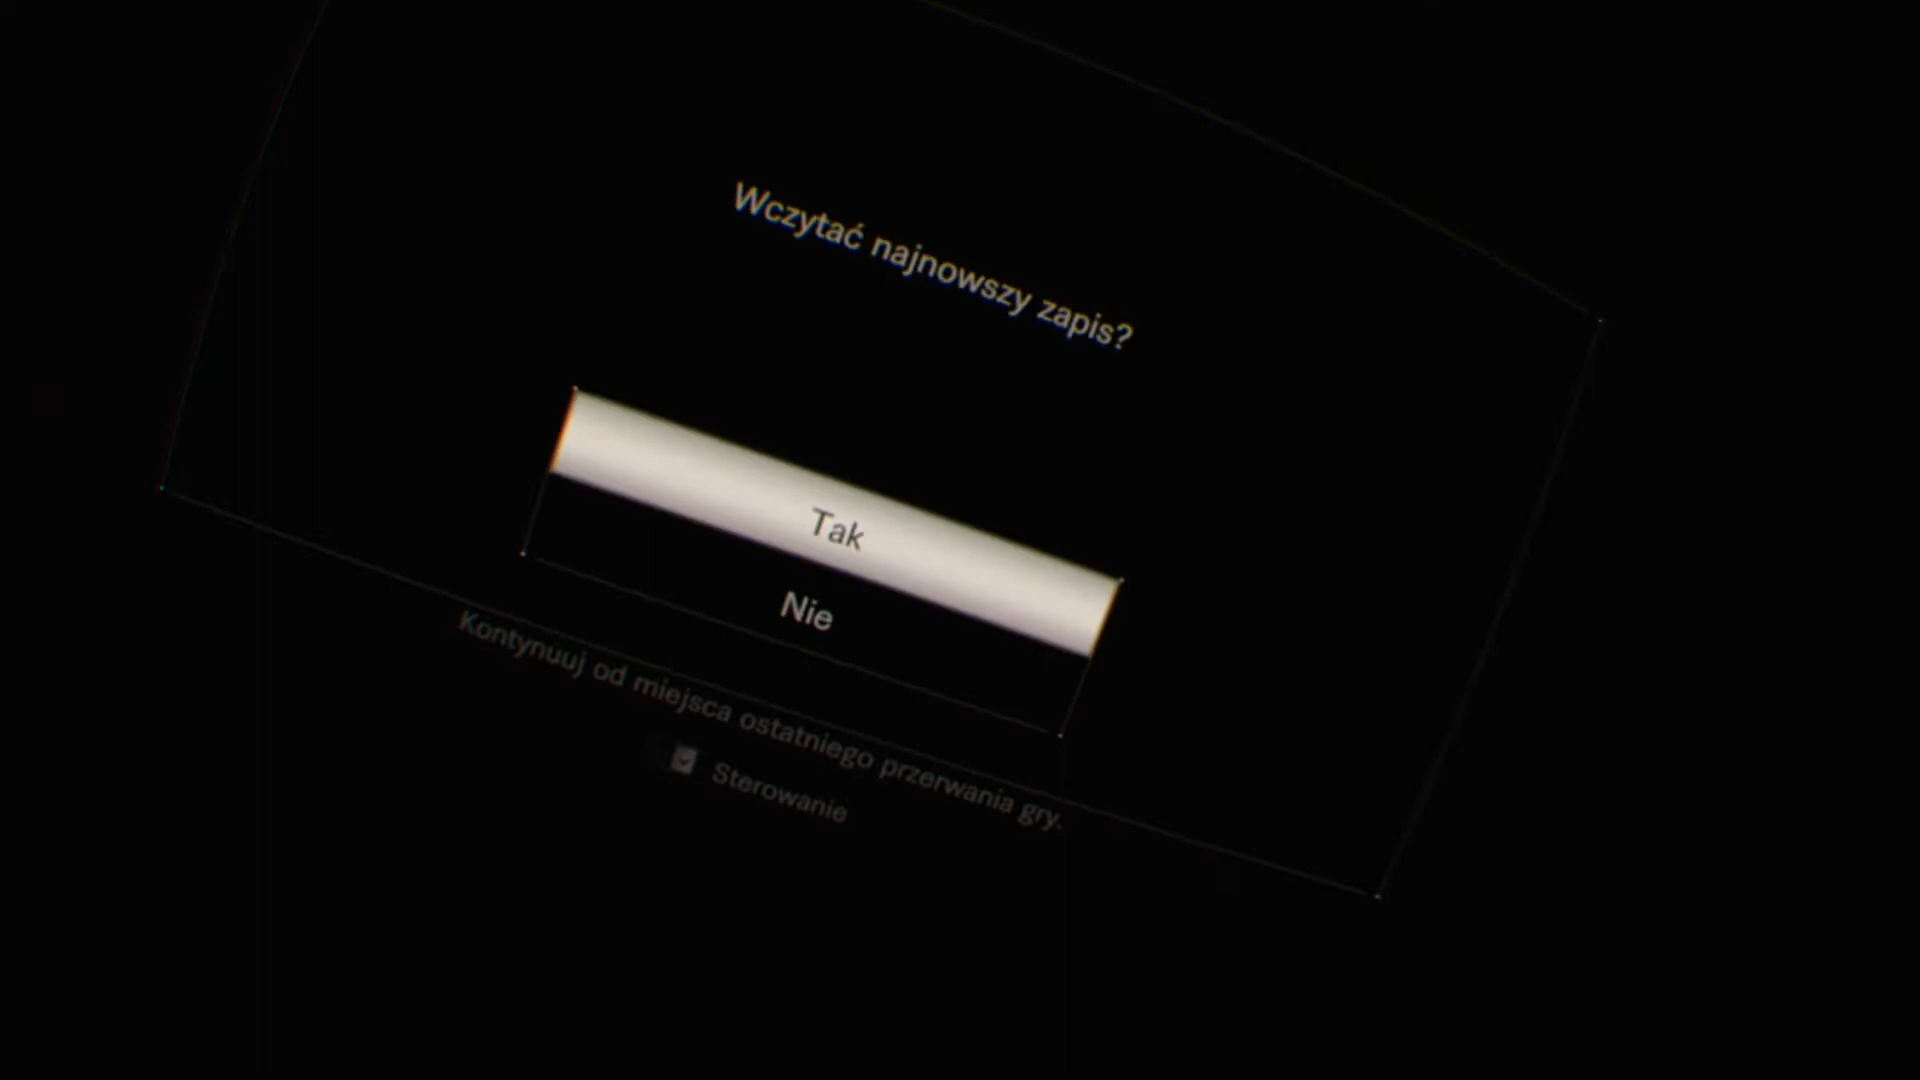 Wczytać najnowszy zapis?
Tak
Nie
Kontynuuj od miejsca ostatniego przerwania gry.
Sterowanie